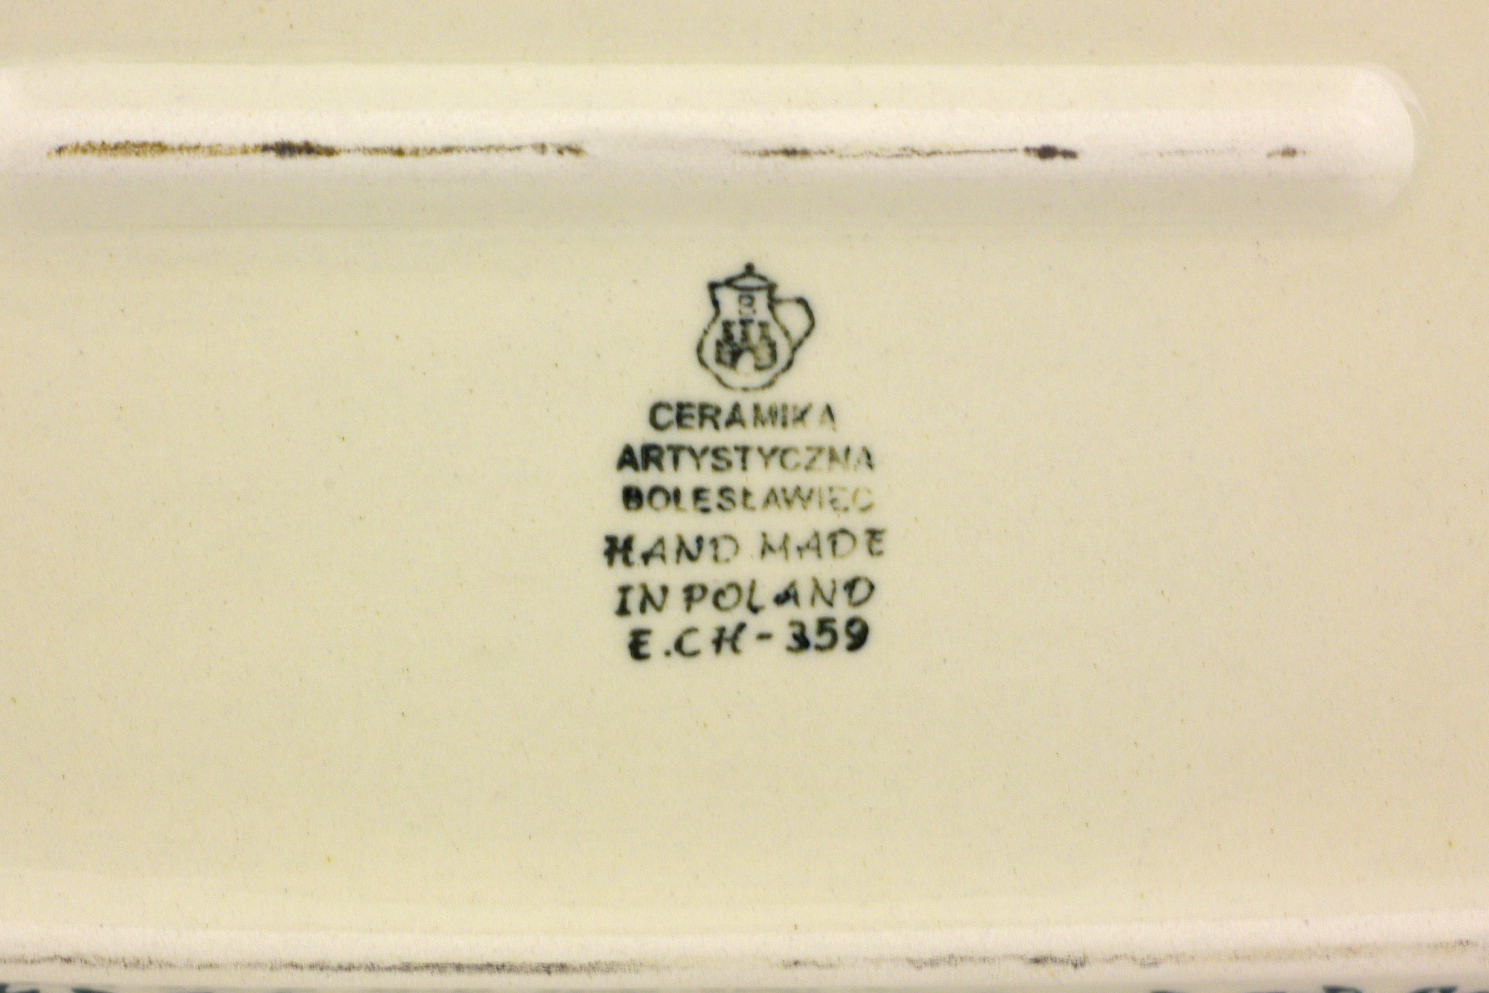 CERAMIKA
ARTYSTYCZNA
BOLESŁAWIEC
HAND MADE
IN POLAND
E.CH-359